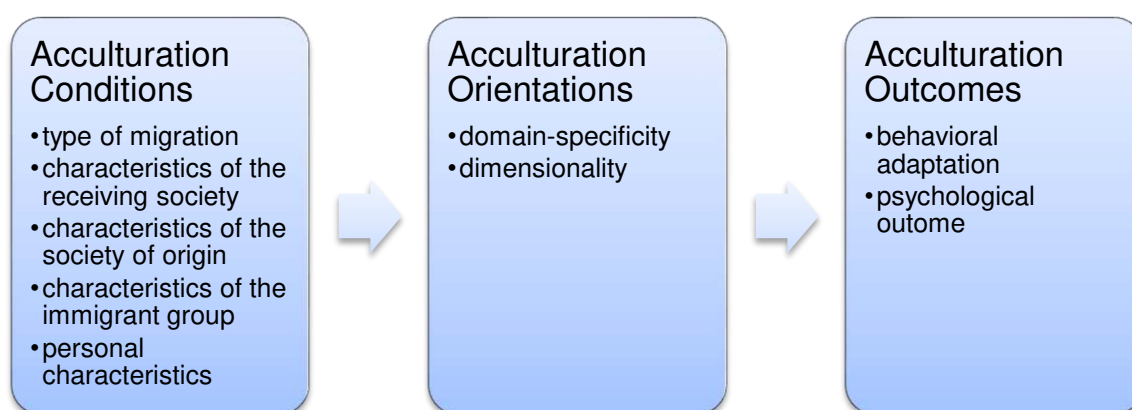 Acculturation
Conditions
•type of migration
•characteristics of the
receiving society
•characteristics of the
society of origin
•characteristics of the
immigrant group
•personal
characteristics
Acculturation
Orientations
•domain-specificity
•dimensionality
Acculturation
Outcomes
•behavioral
adaptation
•psychological
outome